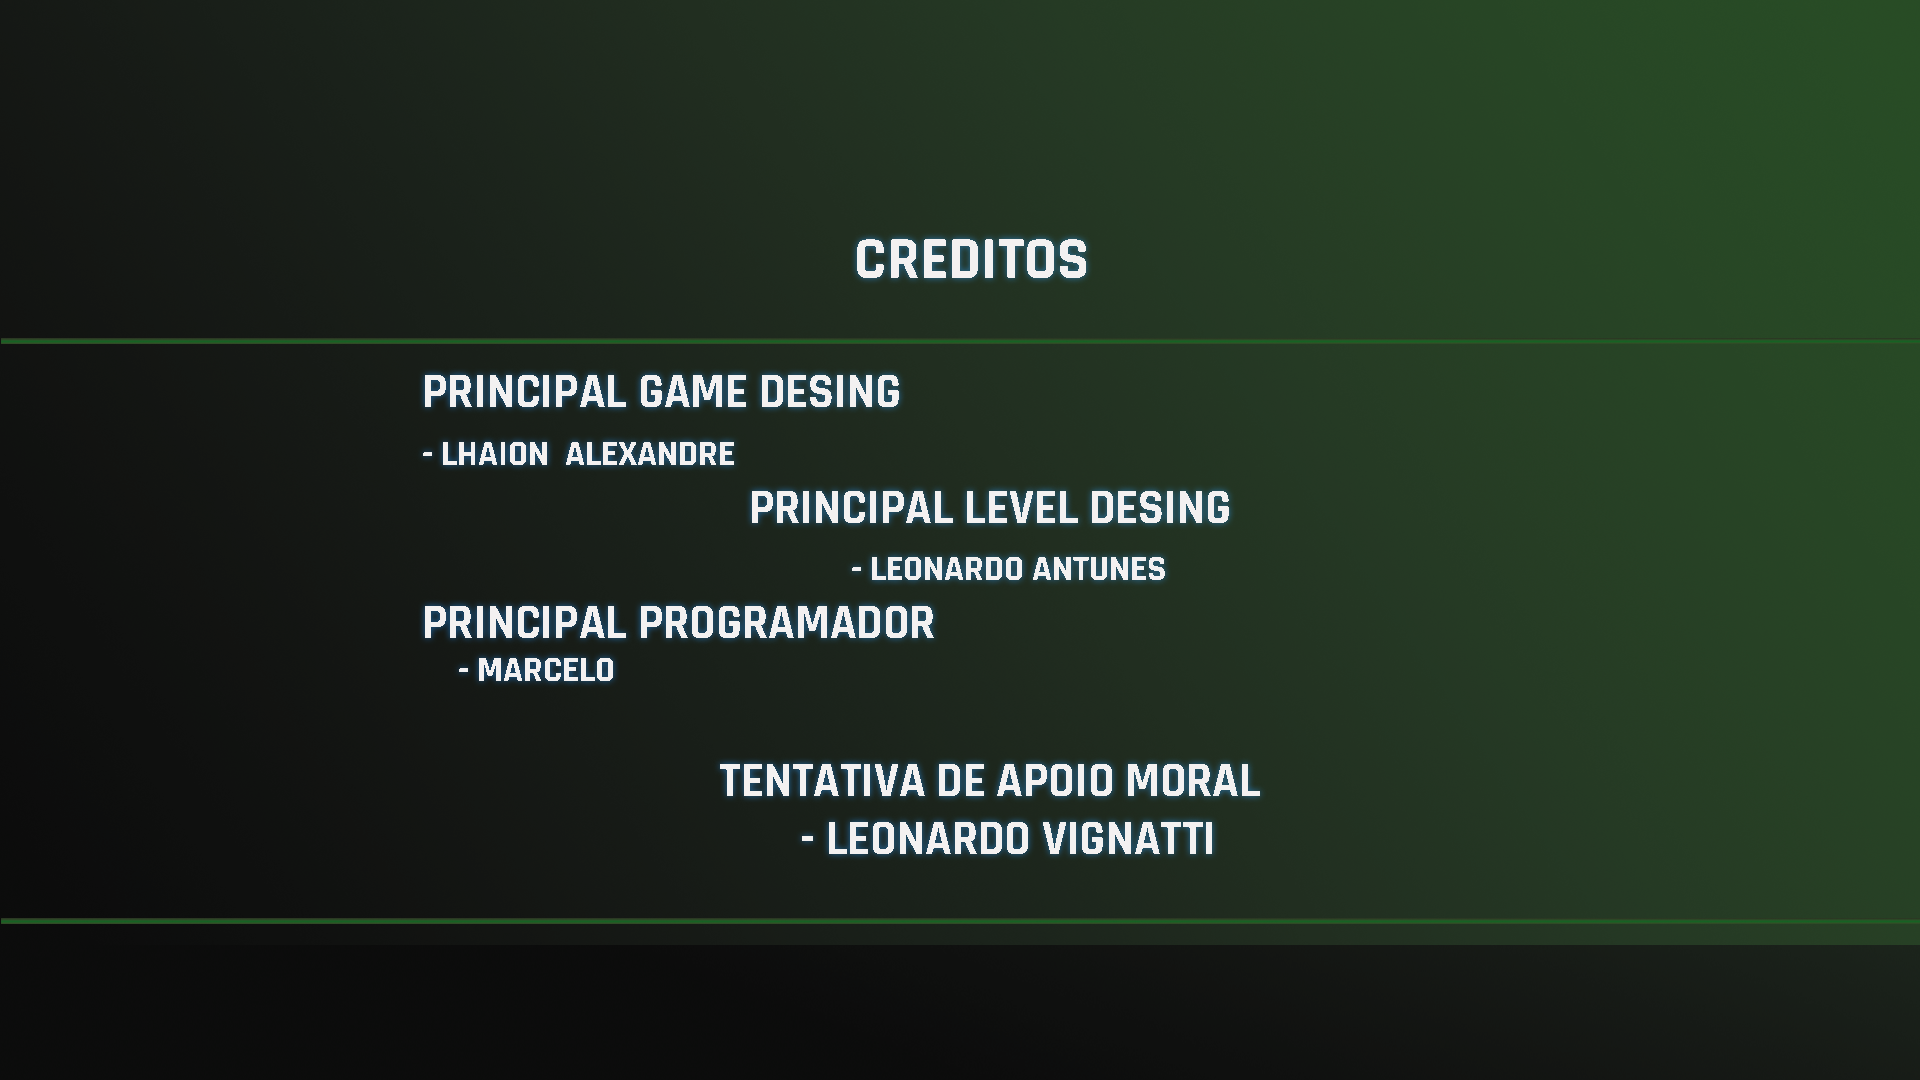 CREDITOS
PRINCIPAL GAME DESING
- LHAION  ALEXANDRE
PRINCIPAL LEVEL DESING
- LEONARDO ANTUNES
PRINCIPAL PROGRAMADOR
- MARCELO
TENTATIVA DE APOIO MORAL
- LEONARDO VIGNATTI